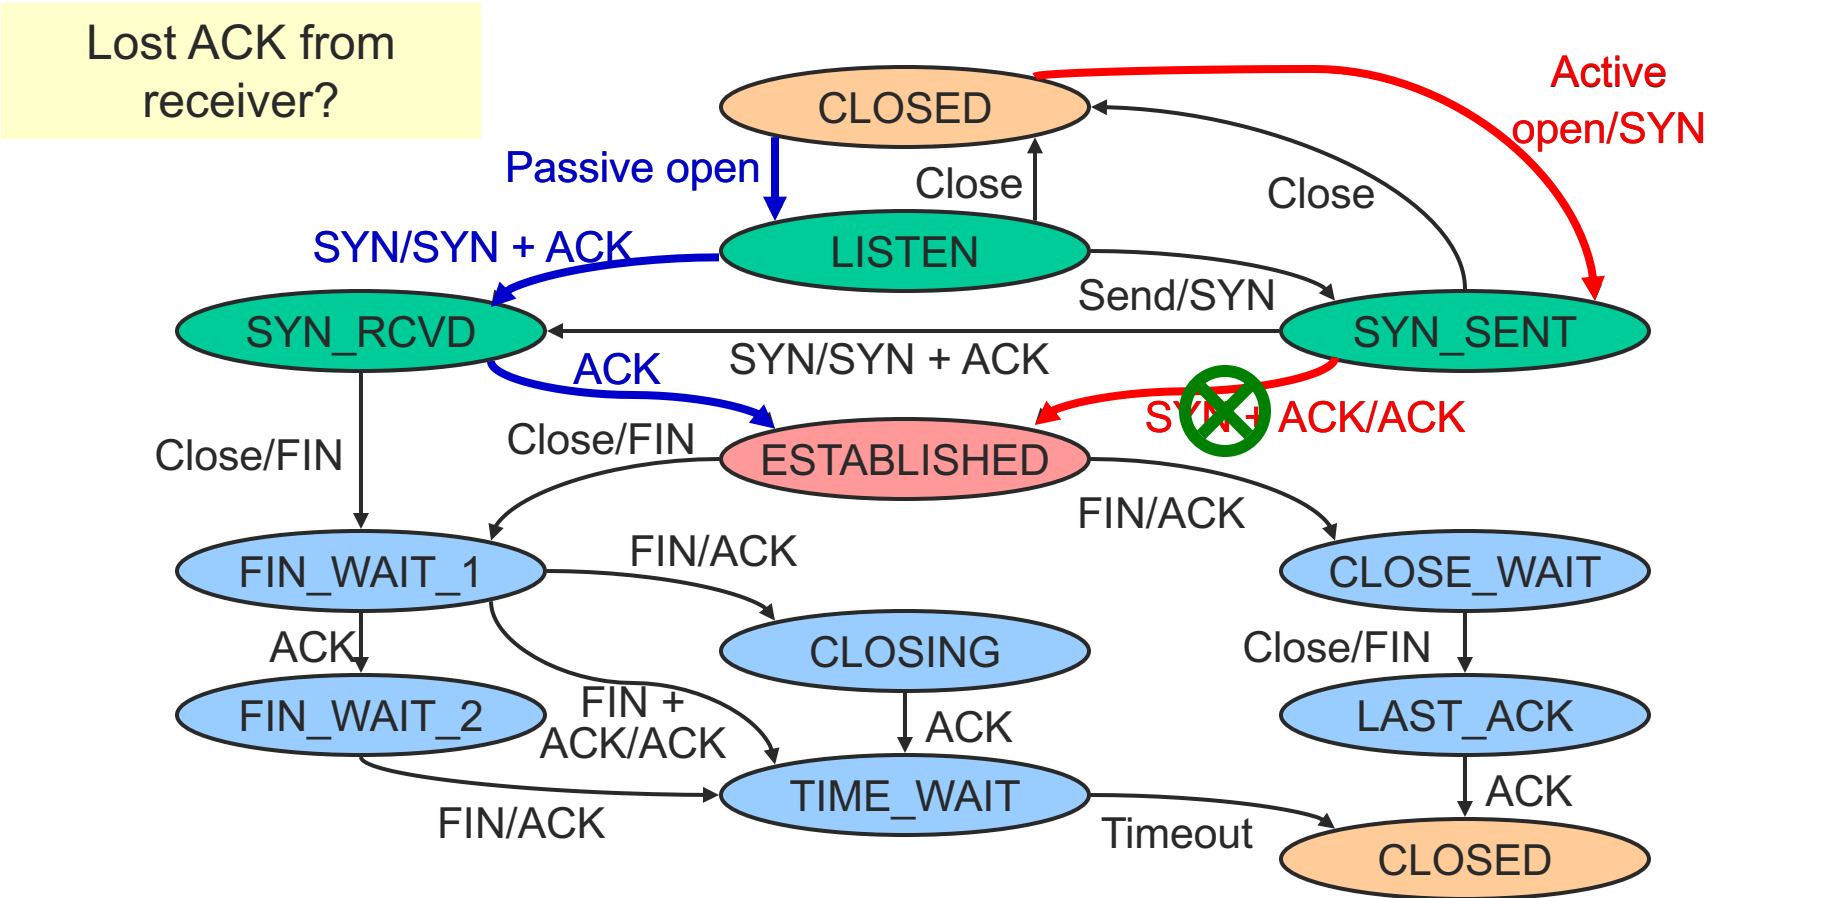 Lost ACK from
receiver?
CLOSED
Active
open/SYN
Passive open
Close
Close
SYN/SYN + ACK
LISTEN
Send/SYN
SYN_RCVD
SYN_SENT
SYN/SYN + ACK
ACK
SYN + ACK/ACK
Close/FIN
Close/FIN
ESTABLISHED
FIN/ACK
FIN/ACK
FIN_WAIT_1
CLOSE_WAIT
ACK
CLOSING
Close/FIN
FIN_WAIT_2
FIN +
ACK/ACK
ACK
LAST_ACK
TIME_WAIT
ACK
FIN/ACK
Timeout
CLOSED